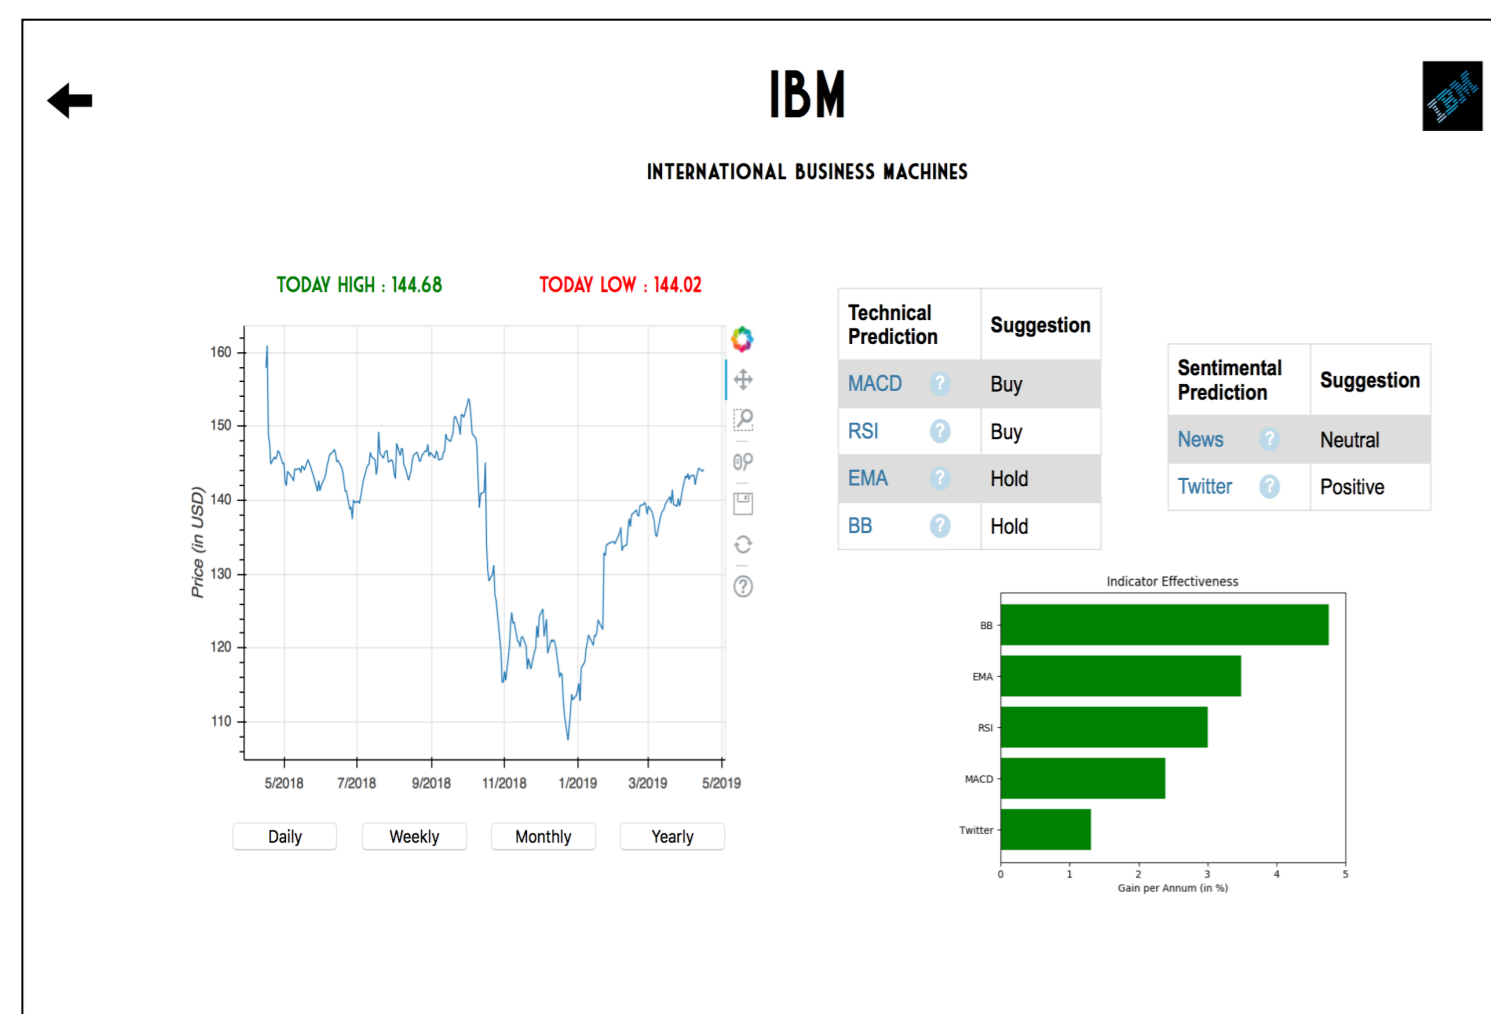 IBM
IBM
INTERNATIONAL BUSINESS MACHINES
TODAY HIGH : 144.68
TODAY LOW : 144.02
Price (in USD)
160
150
140
130
120
110
5/2018 7/2018 9/2018 11/2018 1/2019 3/2019 5/2019
Daily Weekly Monthly Yearly
Technical
Prediction
Suggestion
MACD ? Buy
RSI ? Buy
EMA ? Hold
BB ? Hold
Sentimental
Prediction
Suggestion
News ? Neutral
Twitter ? Positive
Indicator Effectiveness
BB
EMA
RSI
MACD
Twitter
0 1 2 3 4 5
Gain per Annum (in %)